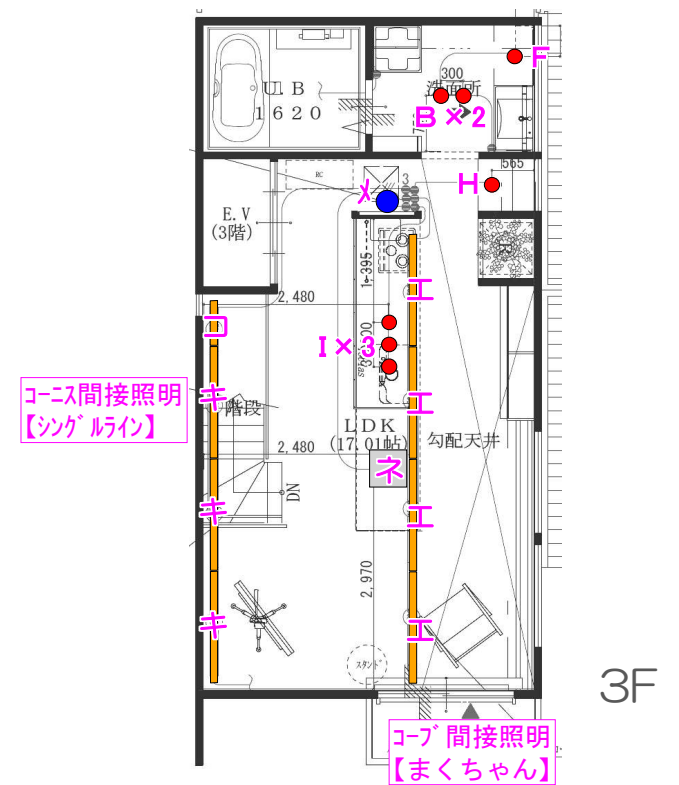 F
300
洗面所
U.B
1620
B×2
565
H
RC
メ
3
E.V
(3階)
1,395
2,480
エ
コ
I×3
コーニス間接照明
【シングルライン】
キ
エ
階段
LDK
(17.01帖)
勾配天井
2,480
ネ
DN
キ
エ
2,970
キ
エ
スタンド
3F
コーブ間接照明
【まくちゃん】